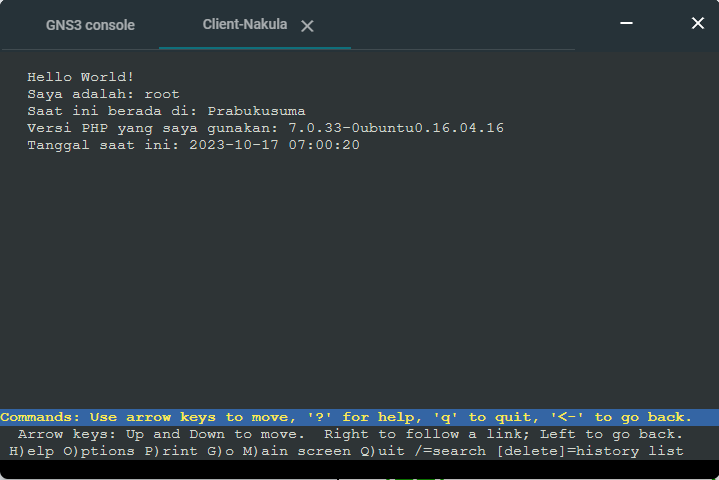 GNS3 console
Client-Nakula
Hello World!
Saya adalah: root
Saat ini berada di: Prabukusuma
Versi PHP yang saya gunakan: 7.0.33-0ubuntu0.16.04.16
Tanggal saat ini: 2023-10-17 07:00:20
Commands: Use arrow keys to move, '?' for help, 'q' to quit, '<-' to go back.
Arrow keys: Up and Down to move.  Right to follow a link; Left to go back.
H)elp O)ptions P)rint G)o M)ain screen Q)uit /=search [delete]=history list